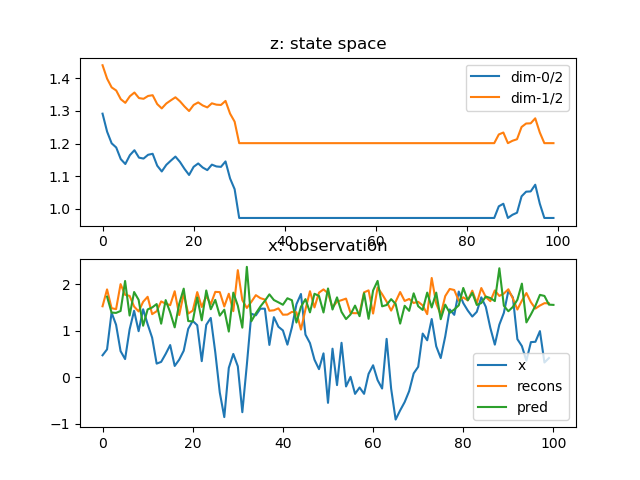 z: state space
1.4
1.3
1.2
1.1
1.0
dim-0/2
dim-1/2
0 20 40 60 80 100
x: observation
2
1
0
−1
x
recons
pred
0 20 40 60 80 100